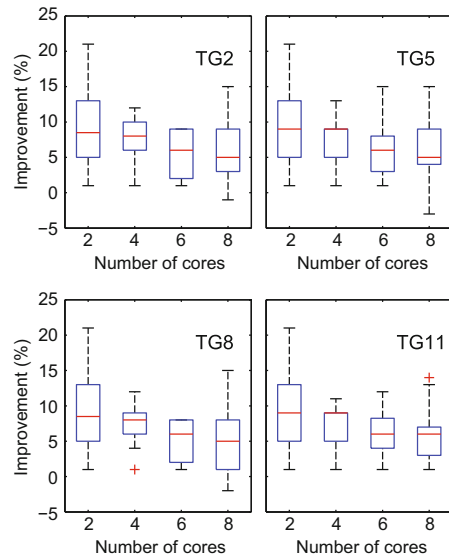 25
20
15
10
5
0
−5
Improvement (%)
TG2
2 4 6 8
Number of cores
TG5
2 4 6 8
Number of cores
25
20
15
10
5
0
−5
Improvement (%)
TG8
2 4 6 8
Number of cores
TG11
2 4 6 8
Number of cores